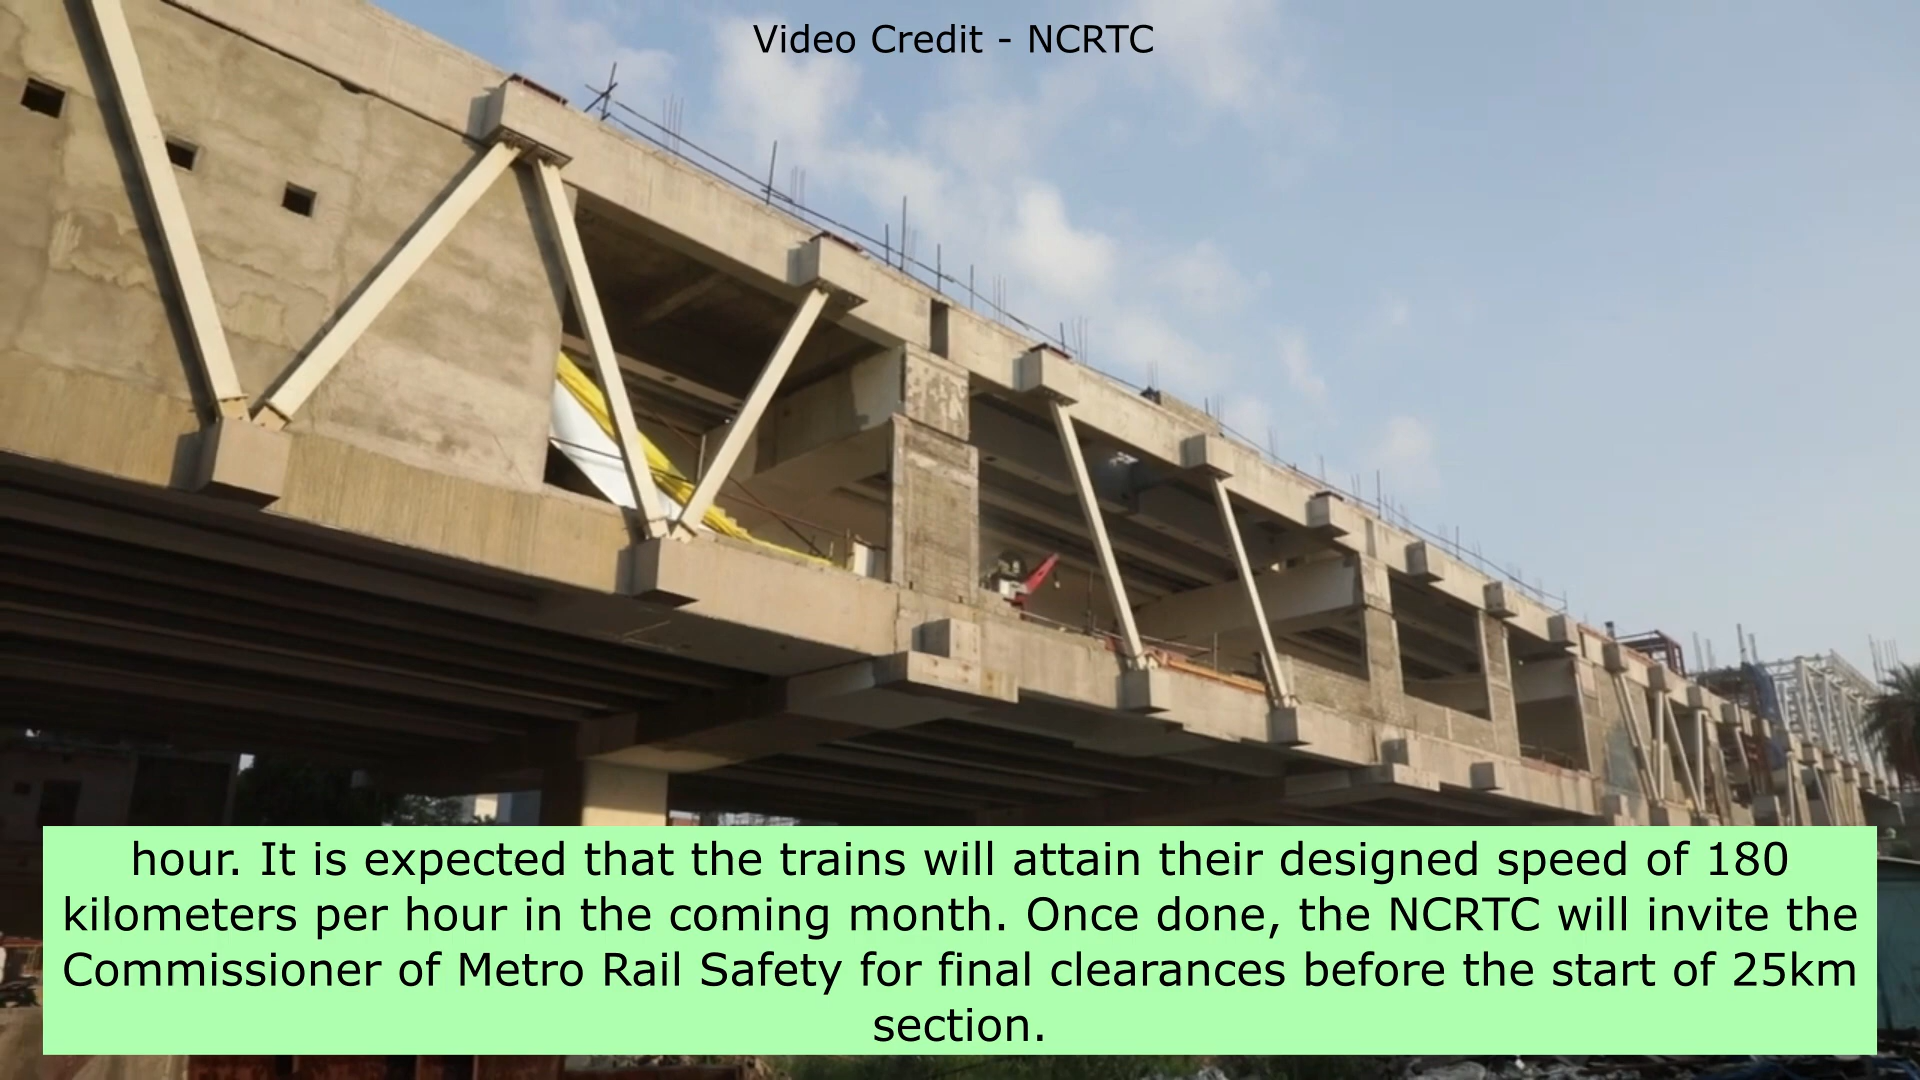 Video Credit - NCRTC
hour. It is expected that the trains will attain their designed speed of 180
kilometers per hour in the coming month. Once done, the NCRTC will invite the
Commissioner of Metro Rail Safety for final clearances before the start of 25km
section.